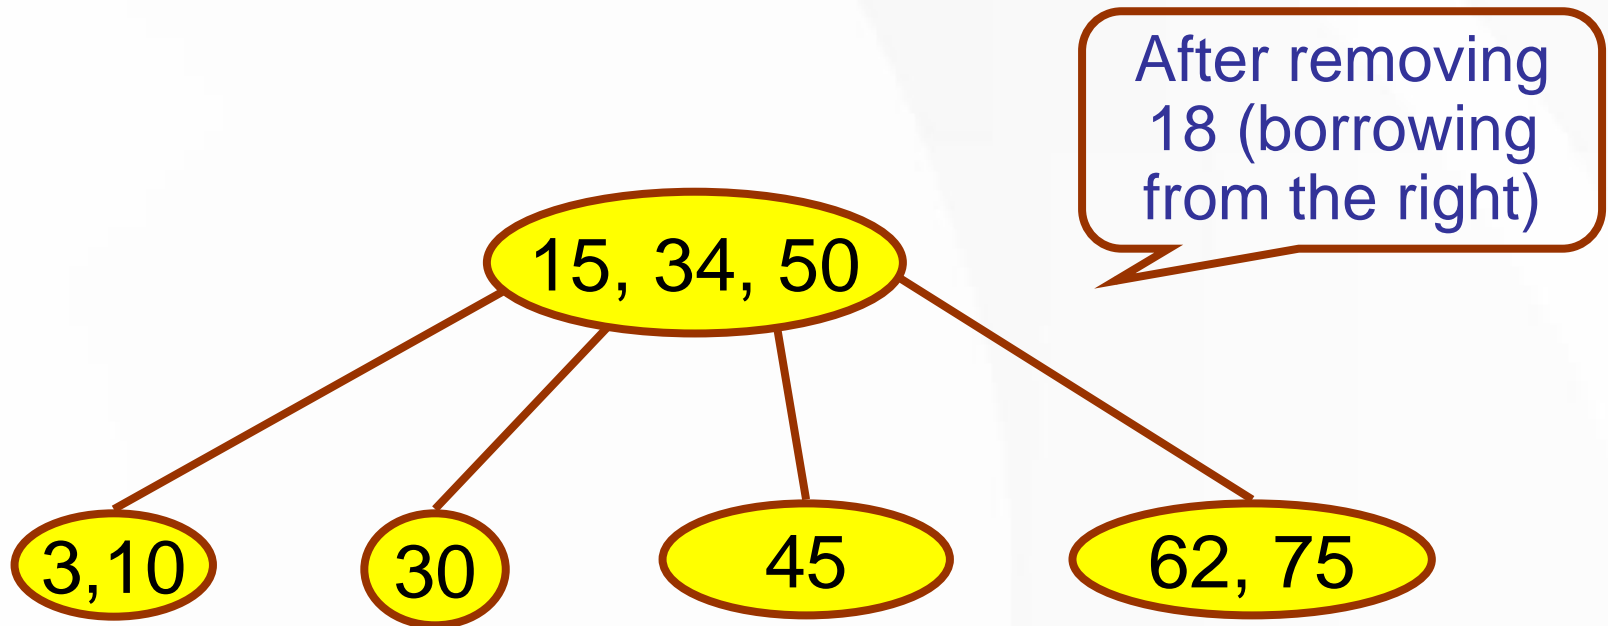 After removing
18 (borrowing
from the right)
15, 34, 50
3,10
30
45
62, 75